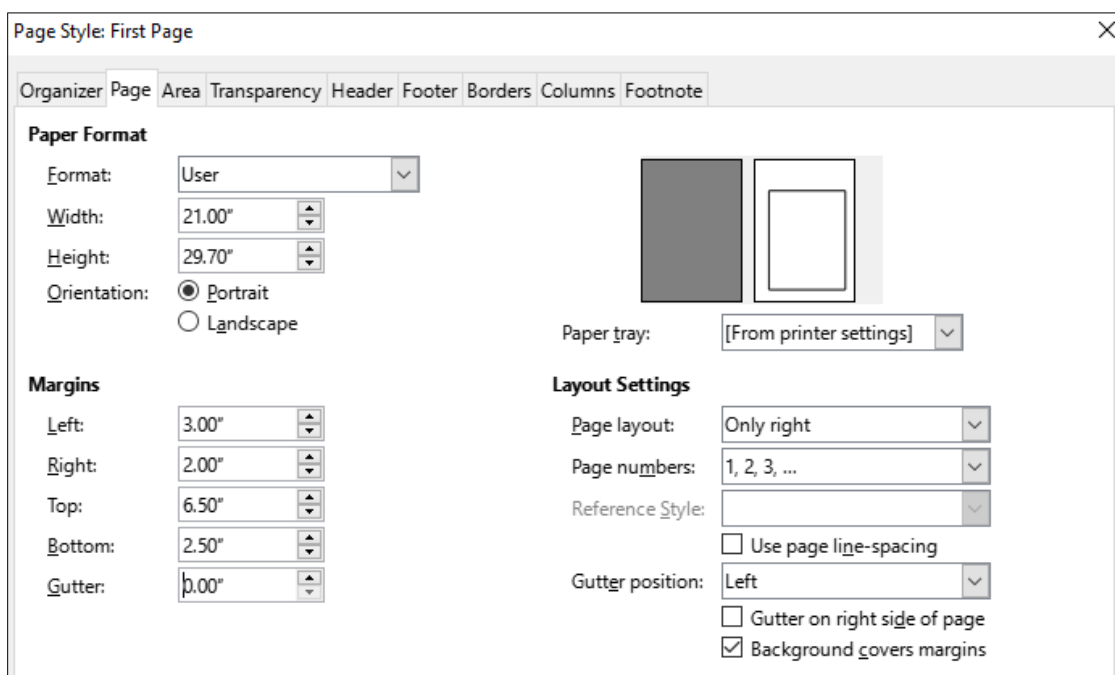 Page Style: First Page
Organizer Page Area Transparency Header Footer Borders Columns Footnote
Paper Format
Format: User
Width: 21.00″
Height: 29.70″
Orientation: Portrait
Landscape
Paper tray: [From printer settings]
Margins
Left: 3.00″
Right: 2.00″
Top: 6.50″
Bottom: 2.50″
Gutter: 0.00″
Layout Settings
Page layout: Only right
Page numbers: 1, 2, 3, ...
Reference Style:
Use page line-spacing
Gutter position: Left
Gutter on right side of page
Background covers margins